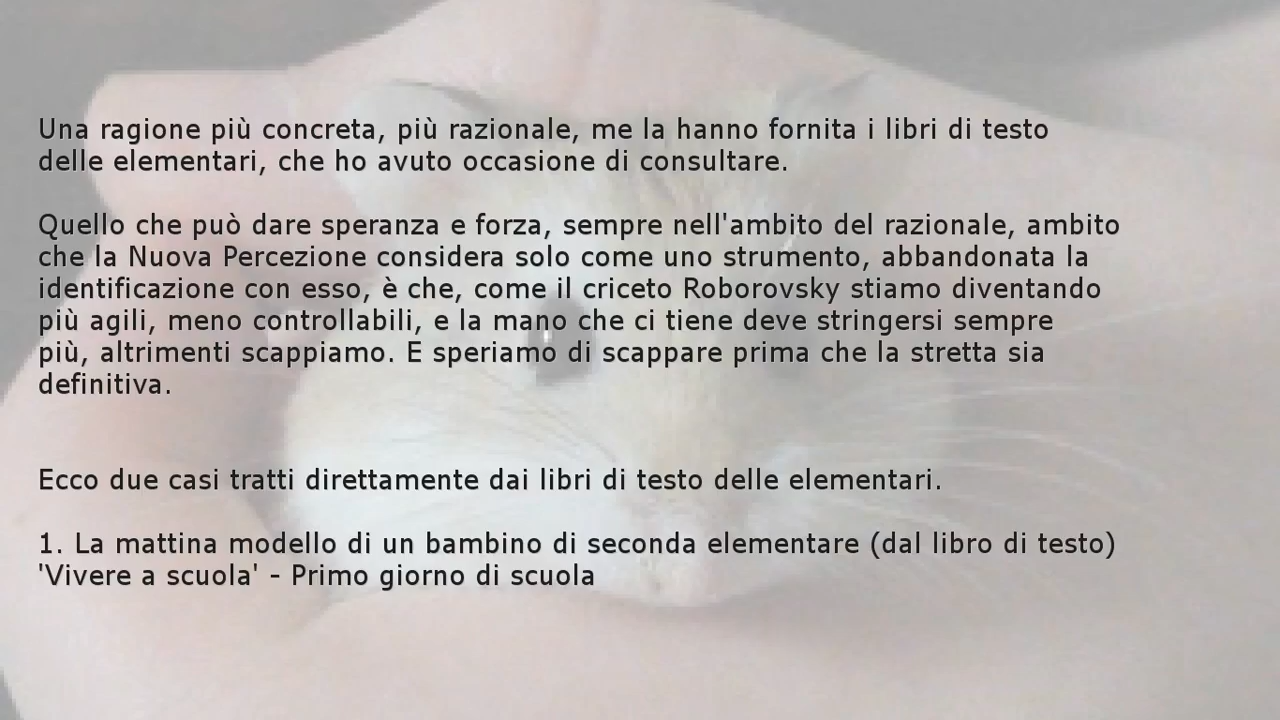 Una ragione più concreta, più razionale, me la hanno fornita i libri di testo
delle elementari, che ho avuto occasione di consultare.
Quello che può dare speranza e forza, sempre nell'ambito del razionale, ambito
che la Nuova Percezione considera solo come uno strumento, abbandonata la
identificazione con esso, è che, come il criceto Roborovsky stiamo diventando
più agili, meno controllabili, e la mano che ci tiene deve stringersi sempre
più, altrimenti scappiamo. E speriamo di scappare prima che la stretta sia
definitiva.
Ecco due casi tratti direttamente dai libri di testo delle elementari.
1. La mattina modello di un bambino di seconda elementare (dal libro di testo)
'Vivere a scuola' - Primo giorno di scuola